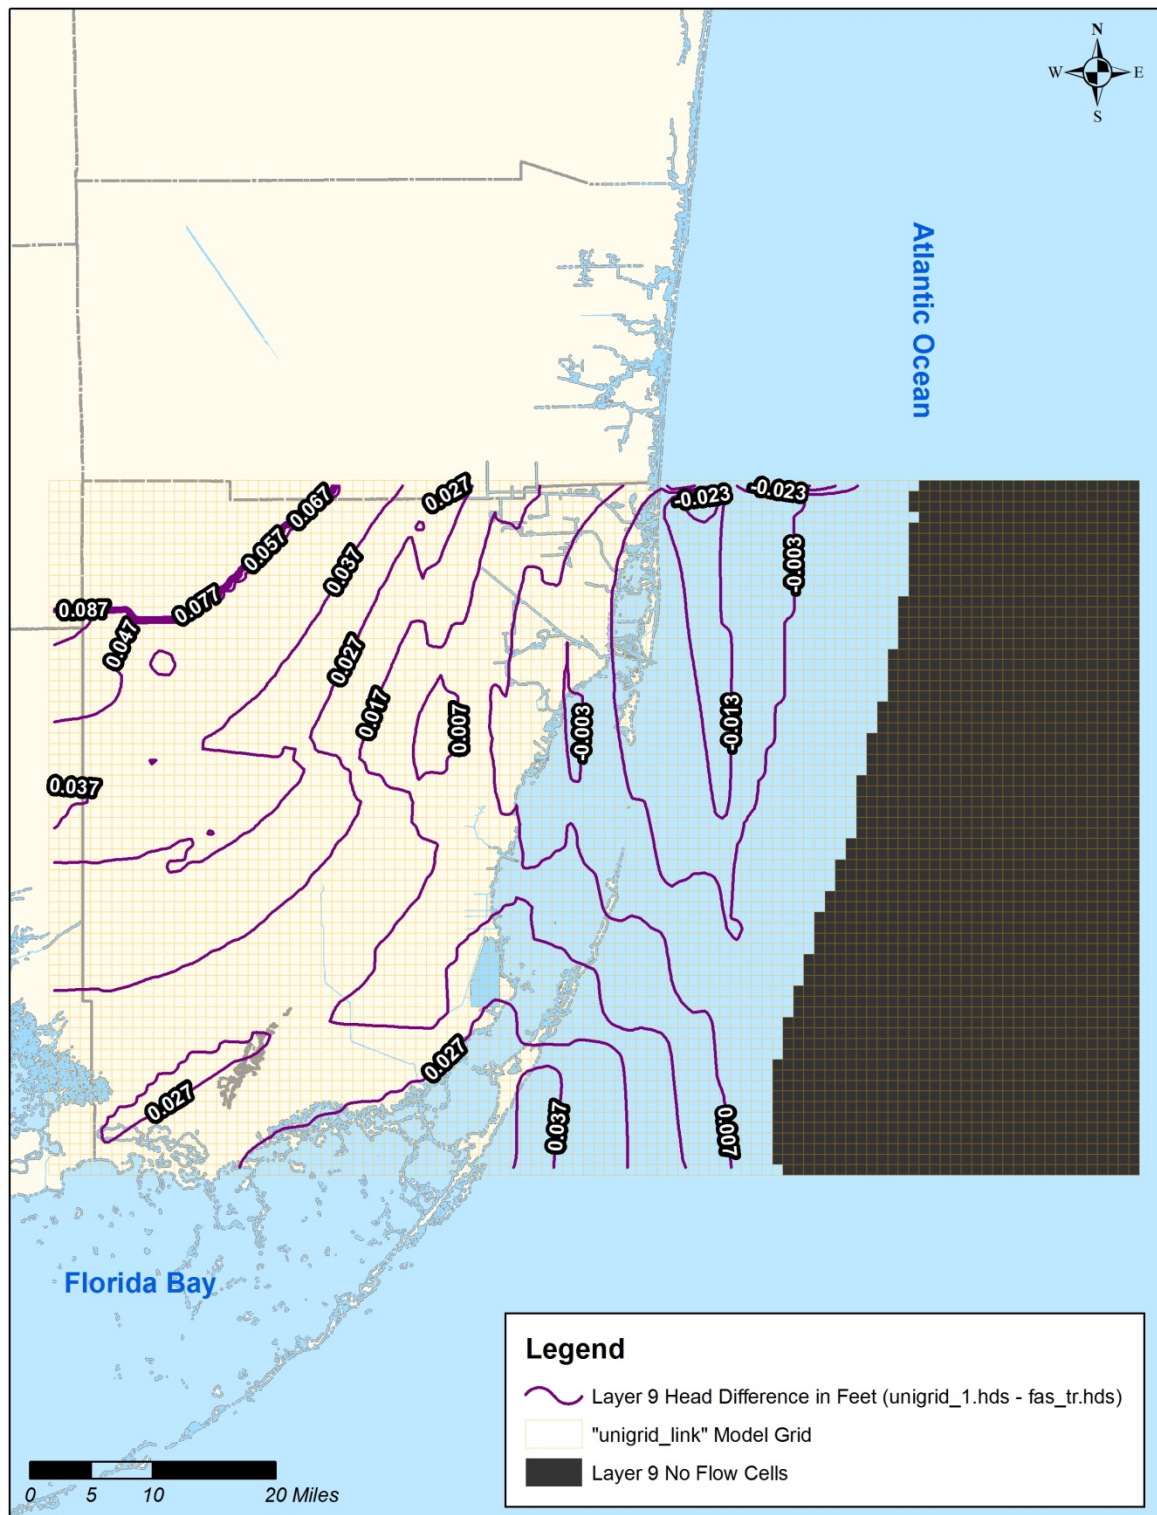 N
W E
S
Atlantic Ocean
0.027
-0.023
-0.023
0.067
0.057
0.037
-0.003
0.077
0.087
0.047
0.027
0.017
0.007
-0.003
-0.013
0.037
0.027
0.027
0.037
0.007
Florida Bay
Legend
Layer 9 Head Difference in Feet (unigrid_1.hds - fas_tr.hds)
"unigrid_link" Model Grid
Layer 9 No Flow Cells
0 5 10 20 Miles